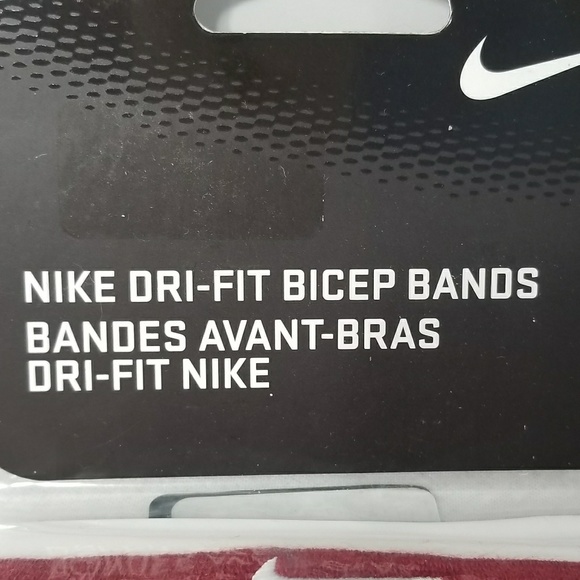 NIKE DRI-FIT BICEP BANDS
BANDES AVANT-BRAS
DRI-FIT NIKE